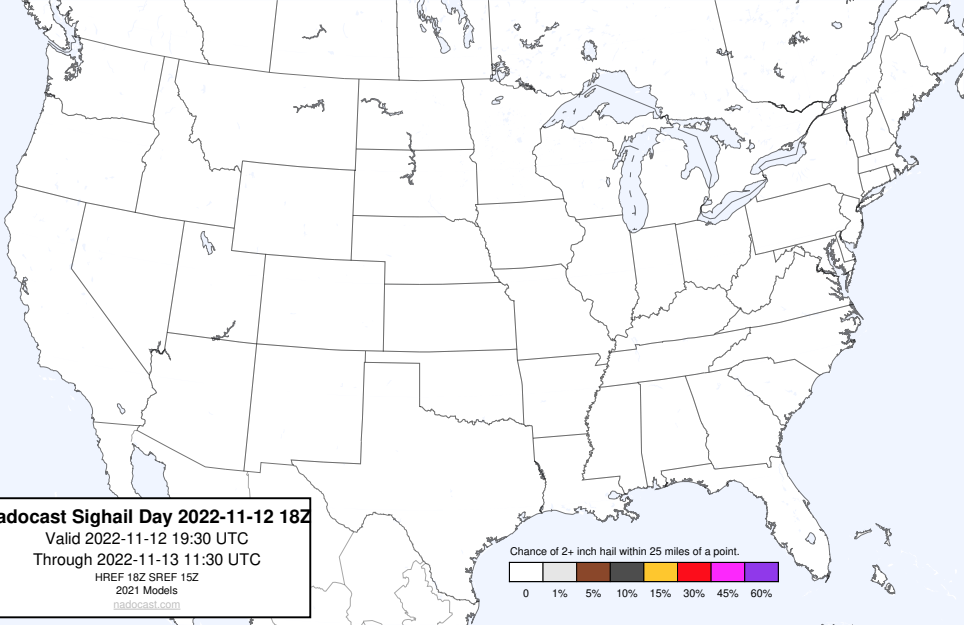 adocast Sighail Day 2022-11-12 18Z
Valid 2022-11-12 19:30 UTC
Through 2022-11-13 11:30 UTC
HREF 18Z SREF 15Z
2021 Models
nadocast.com
Chance of 2+ inch hail within 25 miles of a point.
0 1% 5% 10% 15% 30% 45% 60%